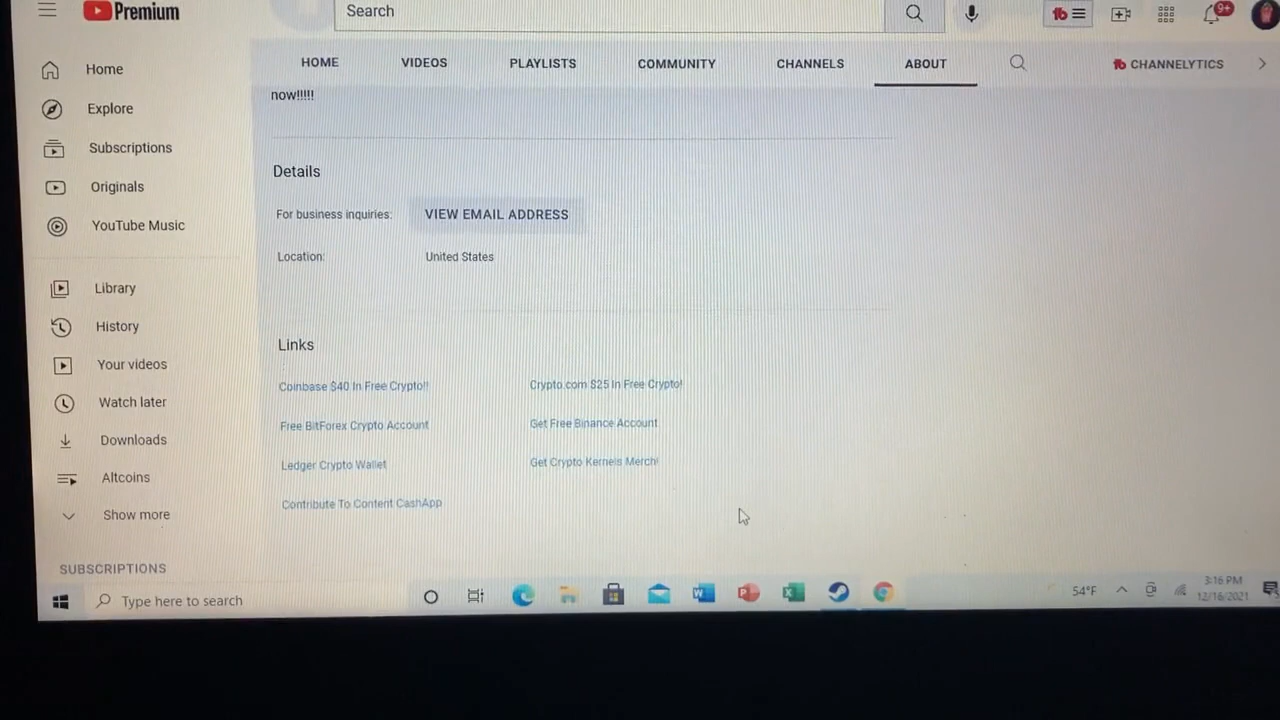 Premium
Search
9+
HOME
VIDEOS
PLAYLISTS
COMMUNITY
CHANNELS
ABOUT
CHANNELYTICS
Home
Explore
Subscriptions
Originals
YouTube Music
Library
History
Your videos
Watch later
Downloads
Altcoins
Show more
SUBSCRIPTIONS
now!!!!!
Details
For business inquiries:
VIEW EMAIL ADDRESS
Location:
United States
Links
Coinbase $40 In Free Crypto!!
Crypto.com $25 In Free Crypto!
Free BitForex Crypto Account
Get Free Binance Account
Ledger Crypto Wallet
Get Crypto Kernels Merch!
Contribute To Content CashApp
Type here to search
54°F
3:16 PM
12/16/2021